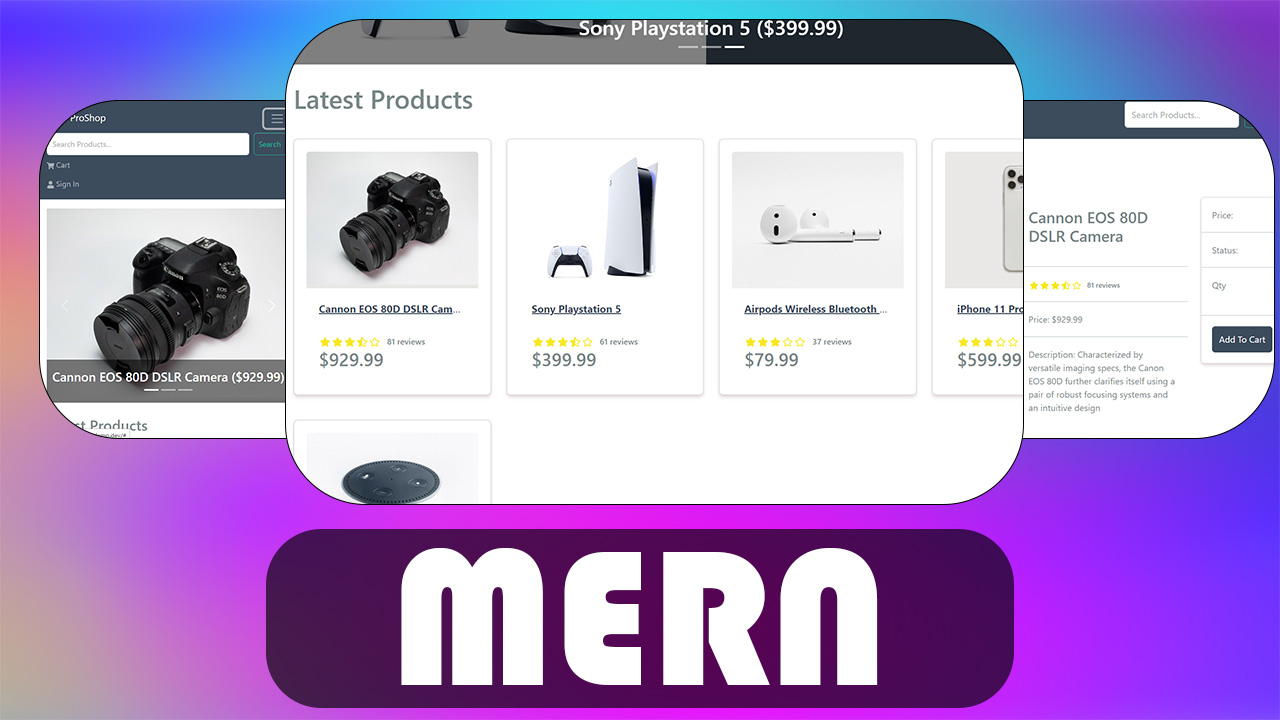 ProShop
Search Products...
Search
Cart
Sign In
Canon
EOS
80D
Cannon EOS 80D DSLR Camera ($929.99)
st Products
Sony Playstation 5 ($399.99)
Latest Products
Cannon EOS 80D DSLR Cam...
81 reviews
$929.99
Sony Playstation 5
61 reviews
$399.99
Airpods Wireless Bluetooth ...
37 reviews
$79.99
iPhone 11 Pro
$599.99
Search Products...
Cannon EOS 80D
DSLR Camera
81 reviews
Price: $929.99
Description: Characterized by
versatile imaging specs, the Canon
EOS 80D further clarifies itself using a
pair of robust focusing systems and
an intuitive design
Price:
Status:
Qty
Add To Cart
MERN